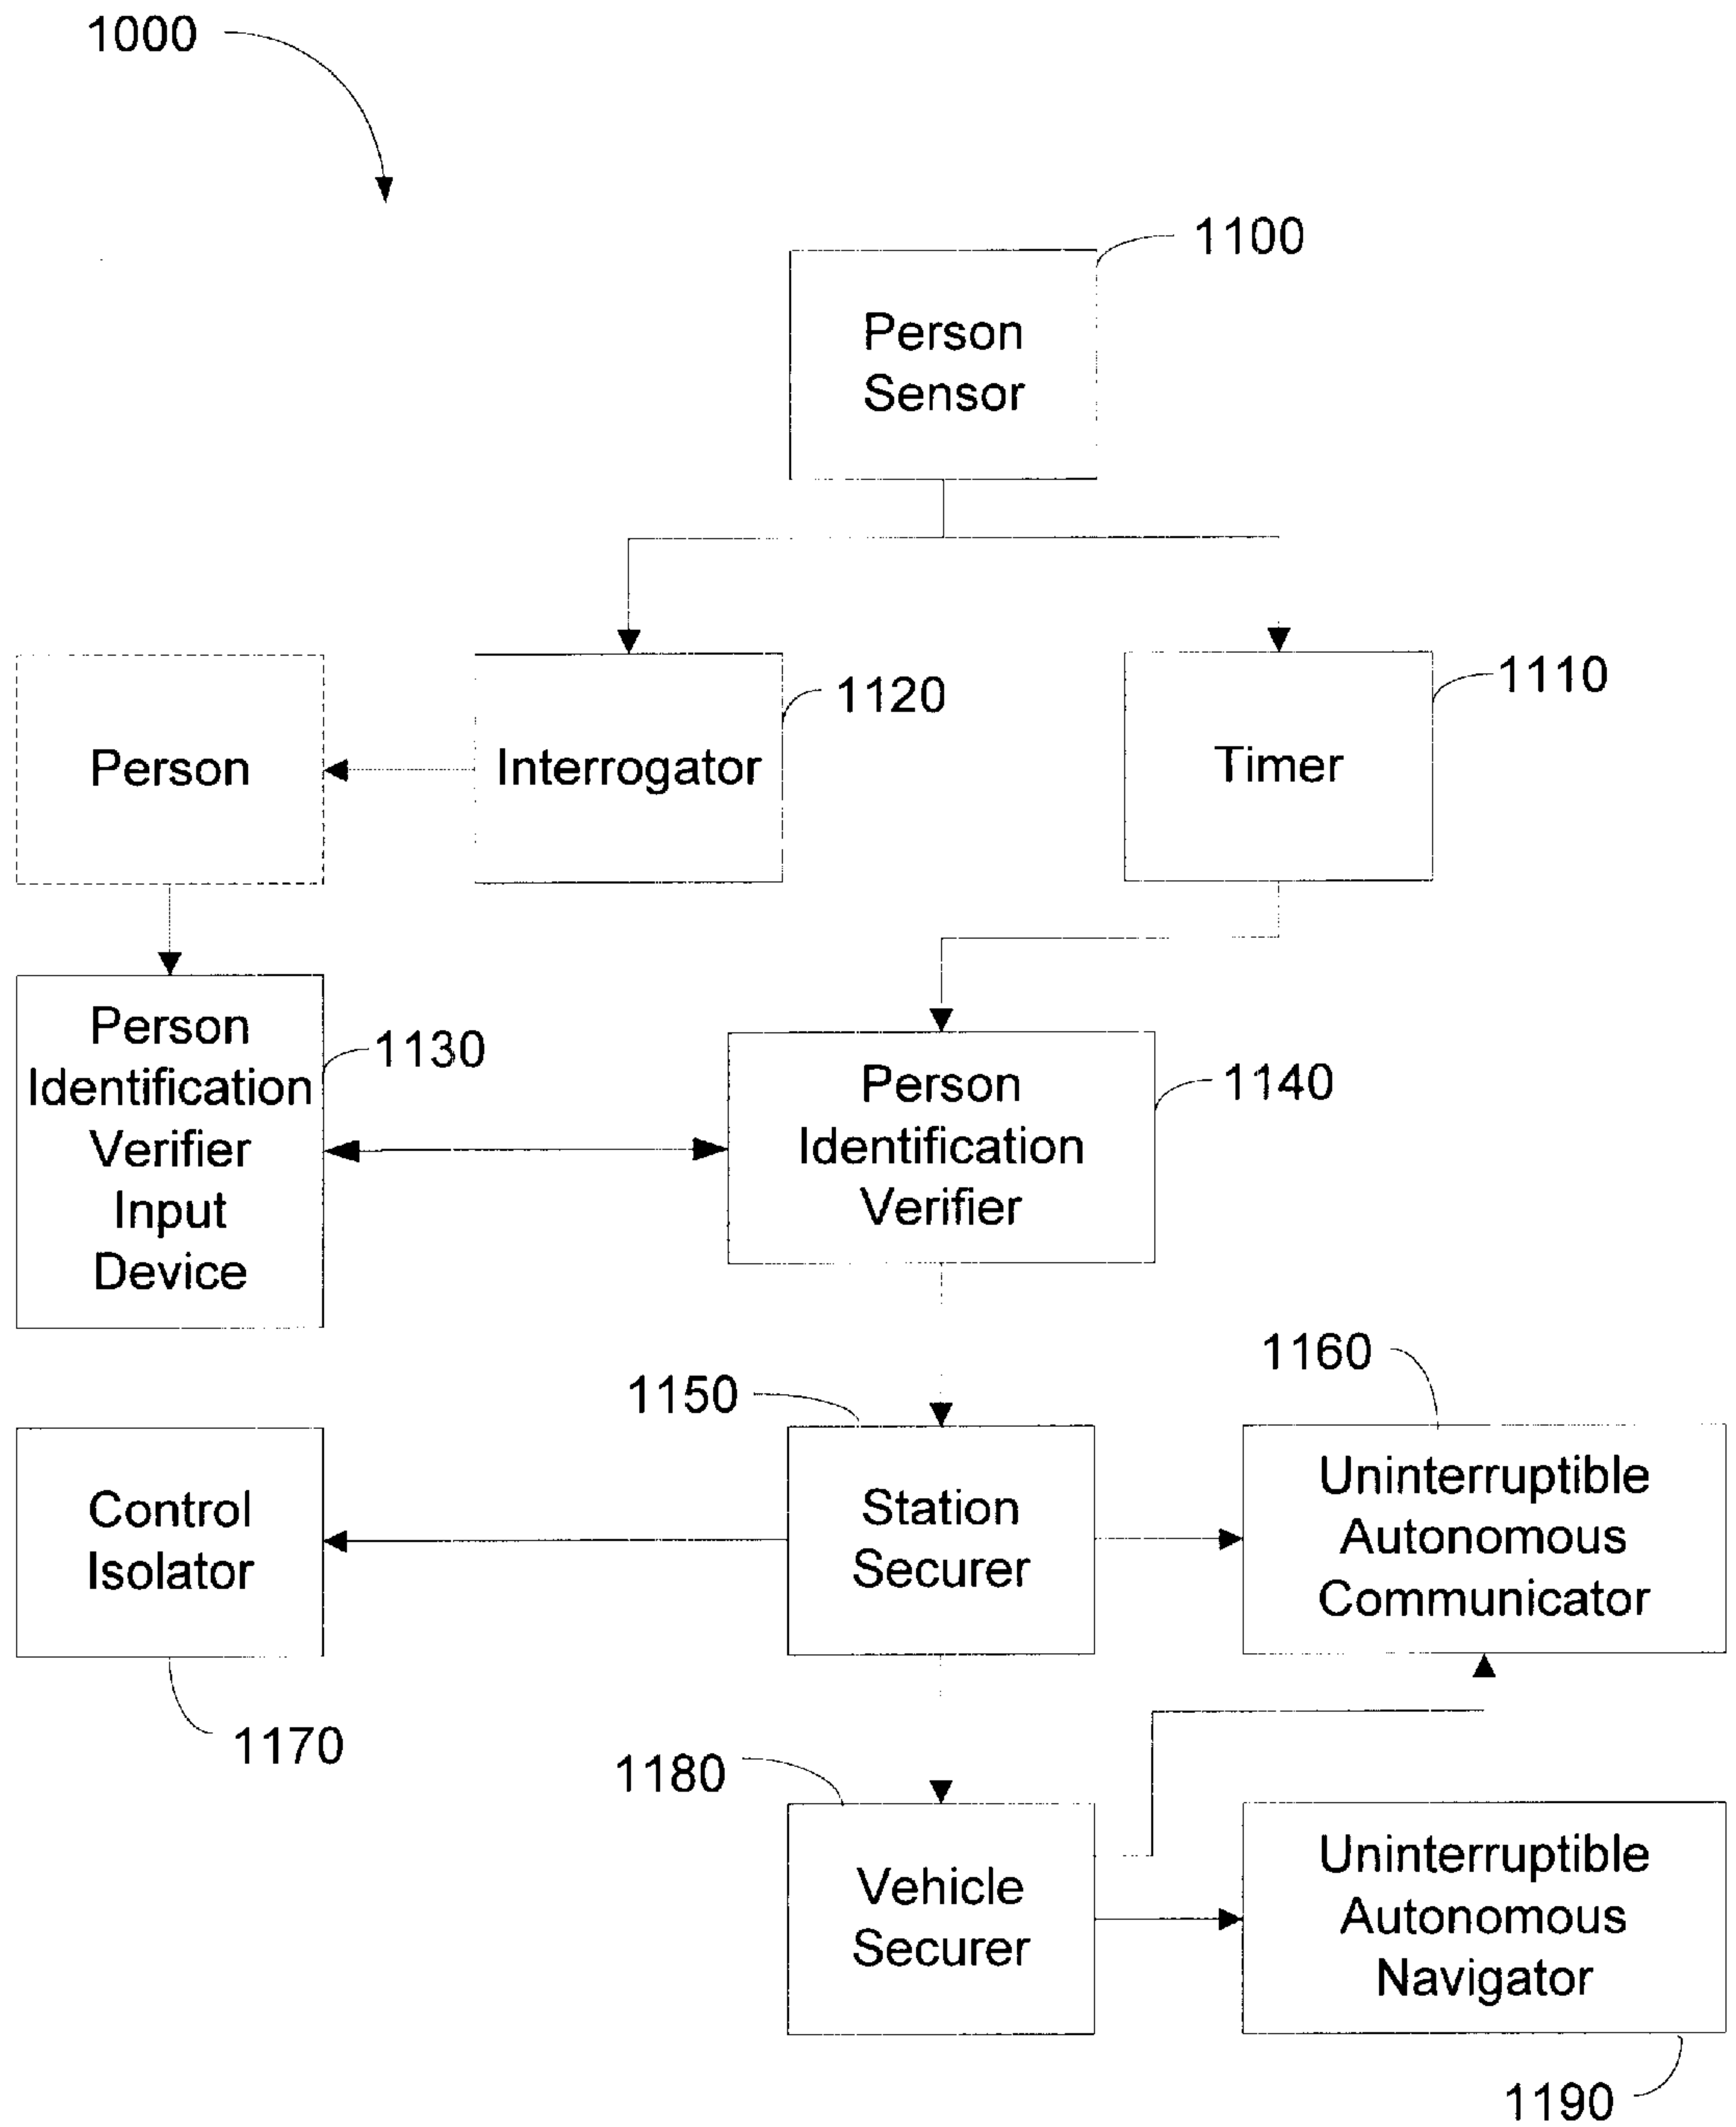 1000
1100
Person
Sensor
1120
1110
Person
Interrogator
Timer
Person
Identification
Verifier
Input
Device
1130
Person
Identification
Verifier
1140
1160
1150
Control
Isolator
Station
Securer
Uninterruptible
Autonomous
Communicator
1170
1180
Vehicle
Securer
Uninterruptible
Autonomous
Navigator
1190